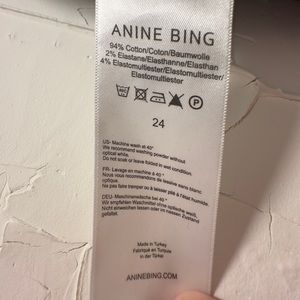 ANINE BING
94% Cotton/Coton/Baumwolle
2% Elastane/Elasthanne/Elasthan
4% Elastomultiester/Elastomultiester/
Elastomultiester
24
US- Machine wash at 40°
We recommend washing powder without
optical white.
Do not soak or leave folded in wet condition.
FR- Lavage en machine à 40°
Nous vous recommandons de lessive sans blanc
optique.
Ne pas faire tremper ou à laisser plié à l'état humide.
DEU- Maschinenwäsche bei 40°
Wir empfehlen Waschmittel ohne optische weiß.
Nicht einweichen lassen oder im nassen Zustand
gefaltet.
Made in Turkey
Fabriqué en Turquie
in der Türkei
ANINEBING.COM